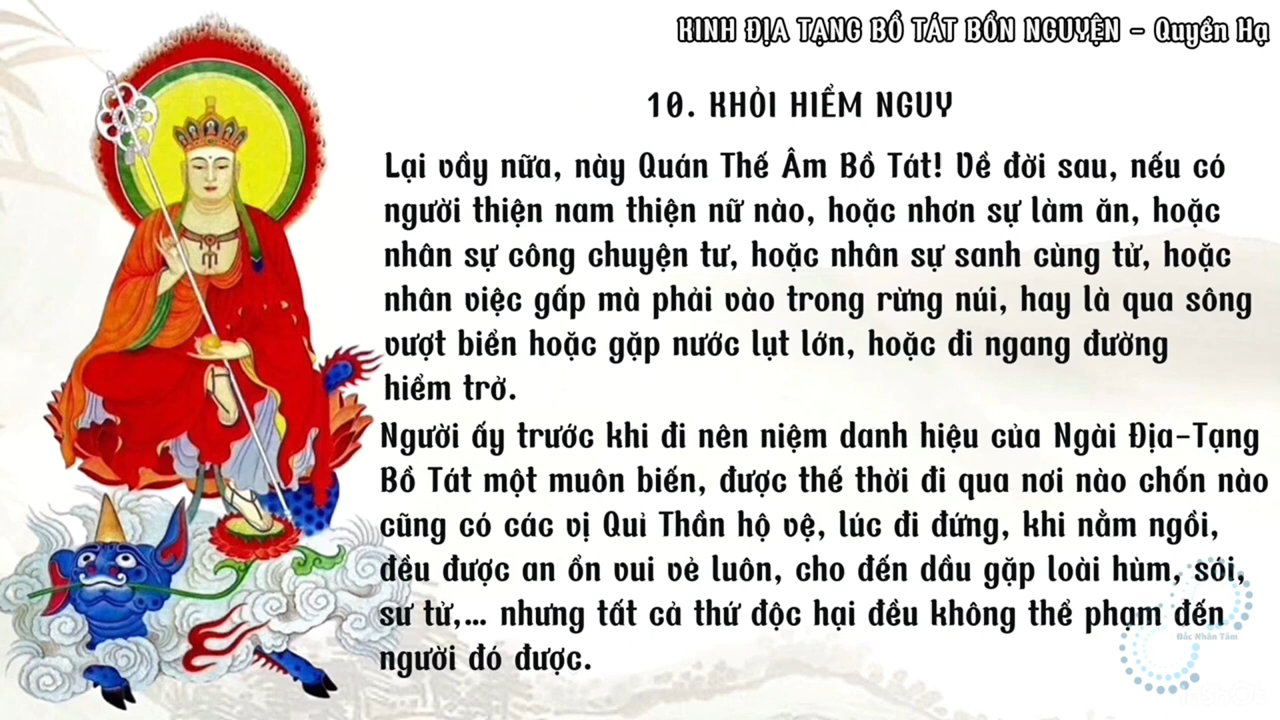 KINH ĐỊA TẠNG BỒ TÁT BỔN NGUYỆN - Quyển Hạ
10. KHỎI HIỂM NGUY
Lại vầy nữa, này Quán Thế Âm Bồ Tát! Về đời sau, nếu có
người thiện nam thiện nữ nào, hoặc nhơn sự làm ăn, hoặc
nhân sự công chuyện tư, hoặc nhân sự sanh cùng tử, hoặc
nhân việc gấp mà phải vào trong rừng núi, hay là qua sông
vượt biển hoặc gặp nước lụt lớn, hoặc đi ngang đường
hiểm trở.
Người ấy trước khi đi nên niệm danh hiệu của Ngài Địa-Tạng
Bồ Tát một muôn biến, được thế thời đi qua nơi nào chốn nào
cũng có các vị Quỉ Thần hộ vệ, lúc đi đứng, khi nằm ngồi,
đều được an ổn vui vẻ luôn, cho đến dầu gặp loài hùm, sói,
sư tử,... nhưng tất cả thứ độc hại đều không thể phạm đến
người đó được.
Đắc Nhân Tâm